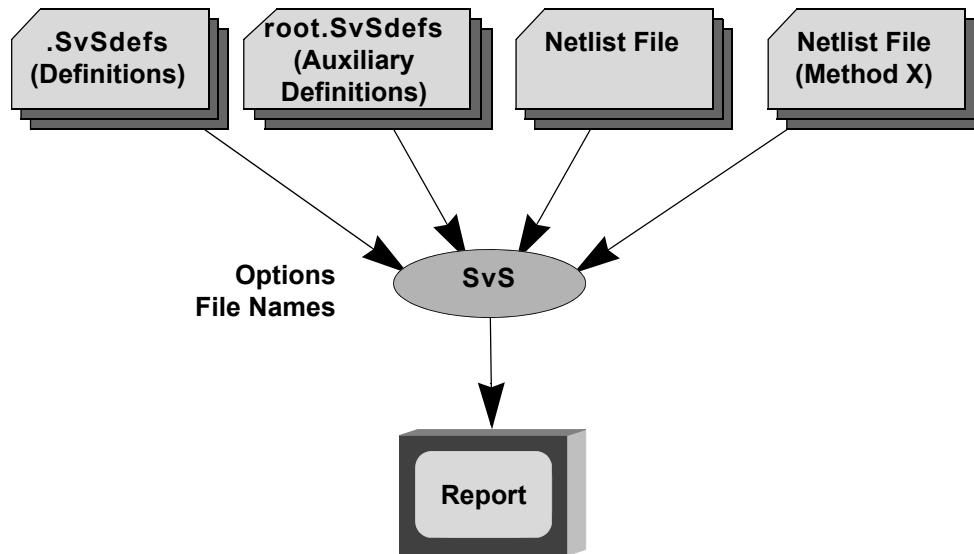 .SvSdefs
(Definitions)
root.SvSdefs
(Auxiliary
Definitions)
Netlist File
Netlist File
(Method X)
Options
File Names
SvS
Report